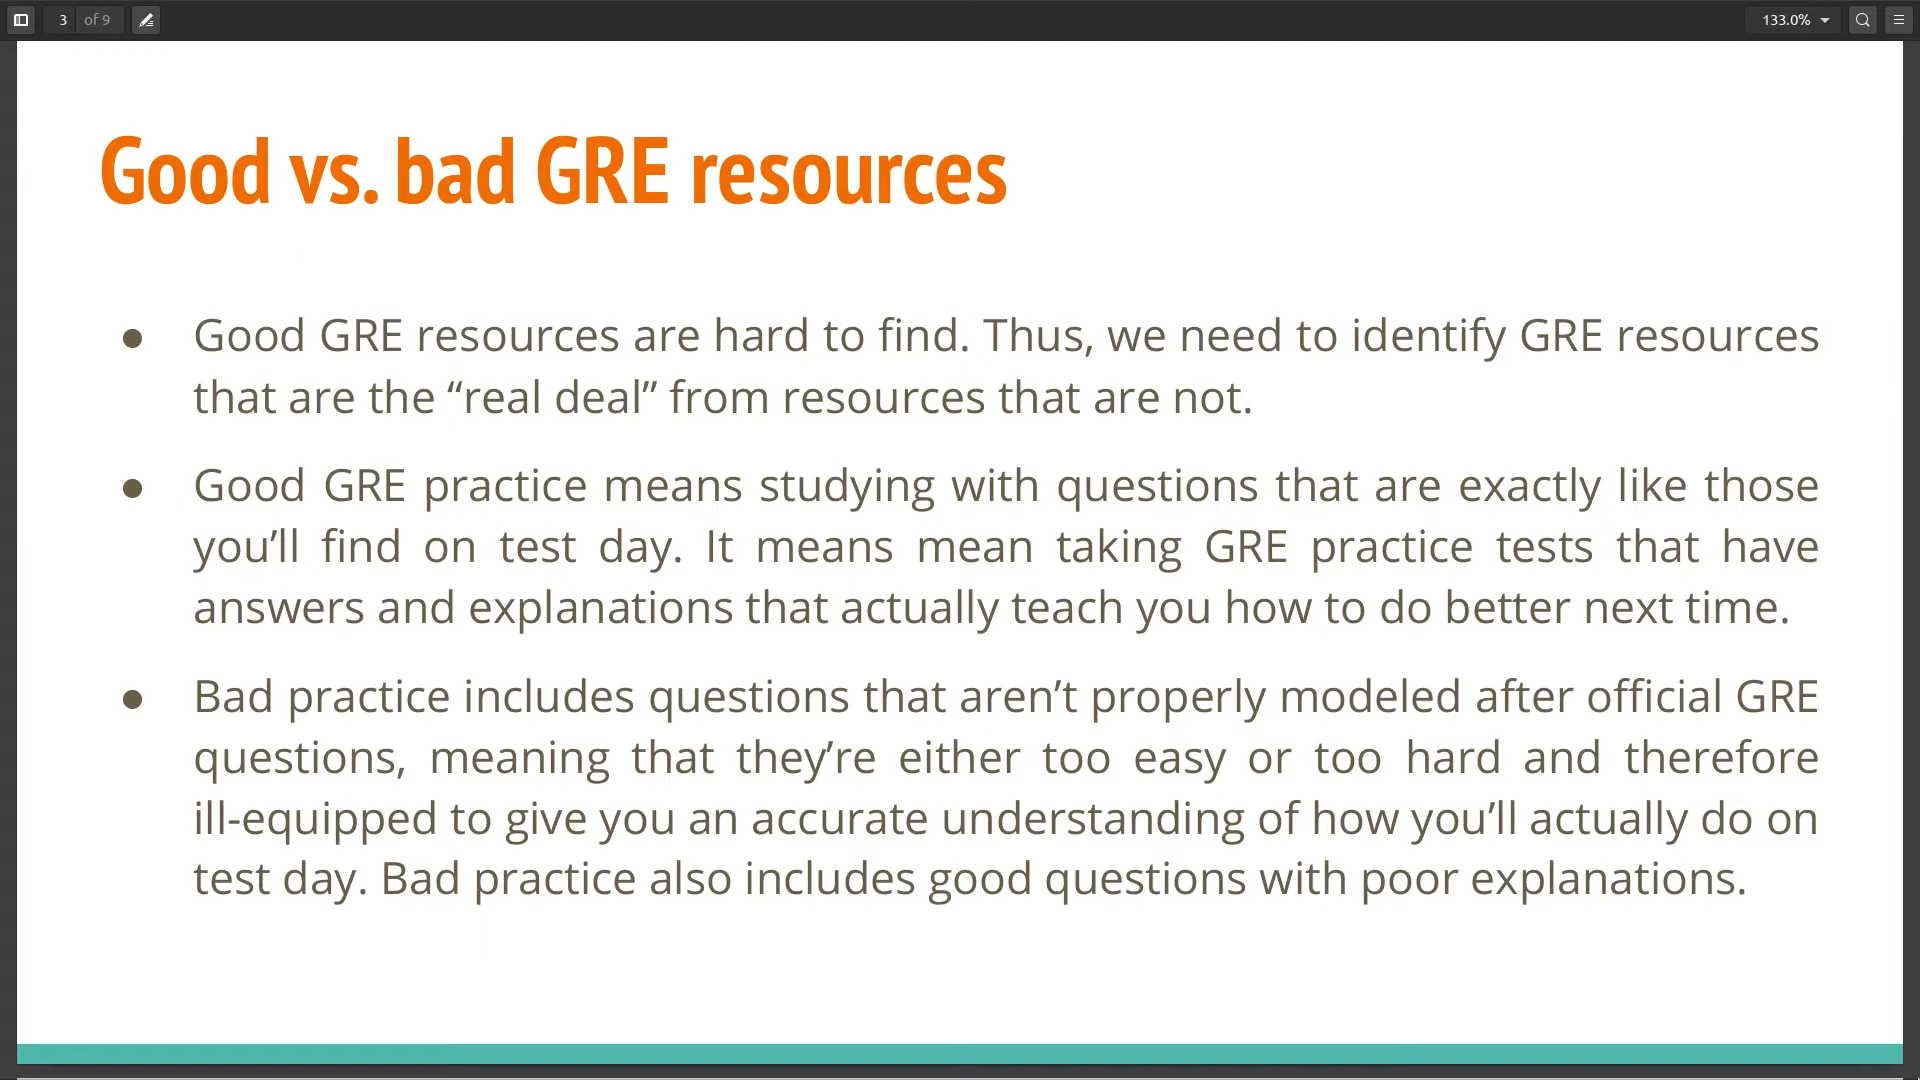 3 of 9
133.0%
Good vs. bad GRE resources
● Good GRE resources are hard to find. Thus, we need to identify GRE resources
that are the “real deal” from resources that are not.
● Good GRE practice means studying with questions that are exactly like those
you’ll find on test day. It means mean taking GRE practice tests that have
answers and explanations that actually teach you how to do better next time.
● Bad practice includes questions that aren’t properly modeled after official GRE
questions, meaning that they’re either too easy or too hard and therefore
ill-equipped to give you an accurate understanding of how you’ll actually do on
test day. Bad practice also includes good questions with poor explanations.